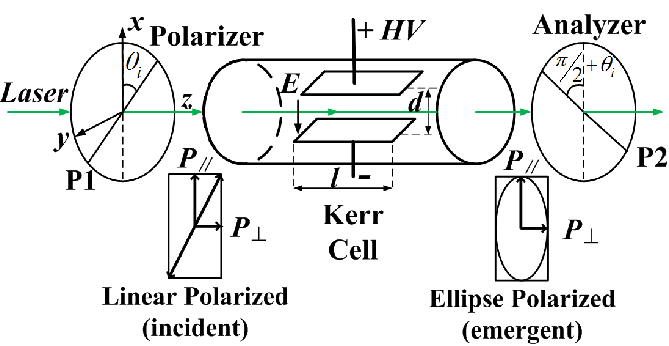 x
Polarizer
θi
+ HV
Analyzer
π/2 +θi
Laser
z
E
d
y
P1
P2
l
-
P//
P⊥
Kerr
Cell
P//
P⊥
Linear Polarized
(incident)
Ellipse Polarized
(emergent)